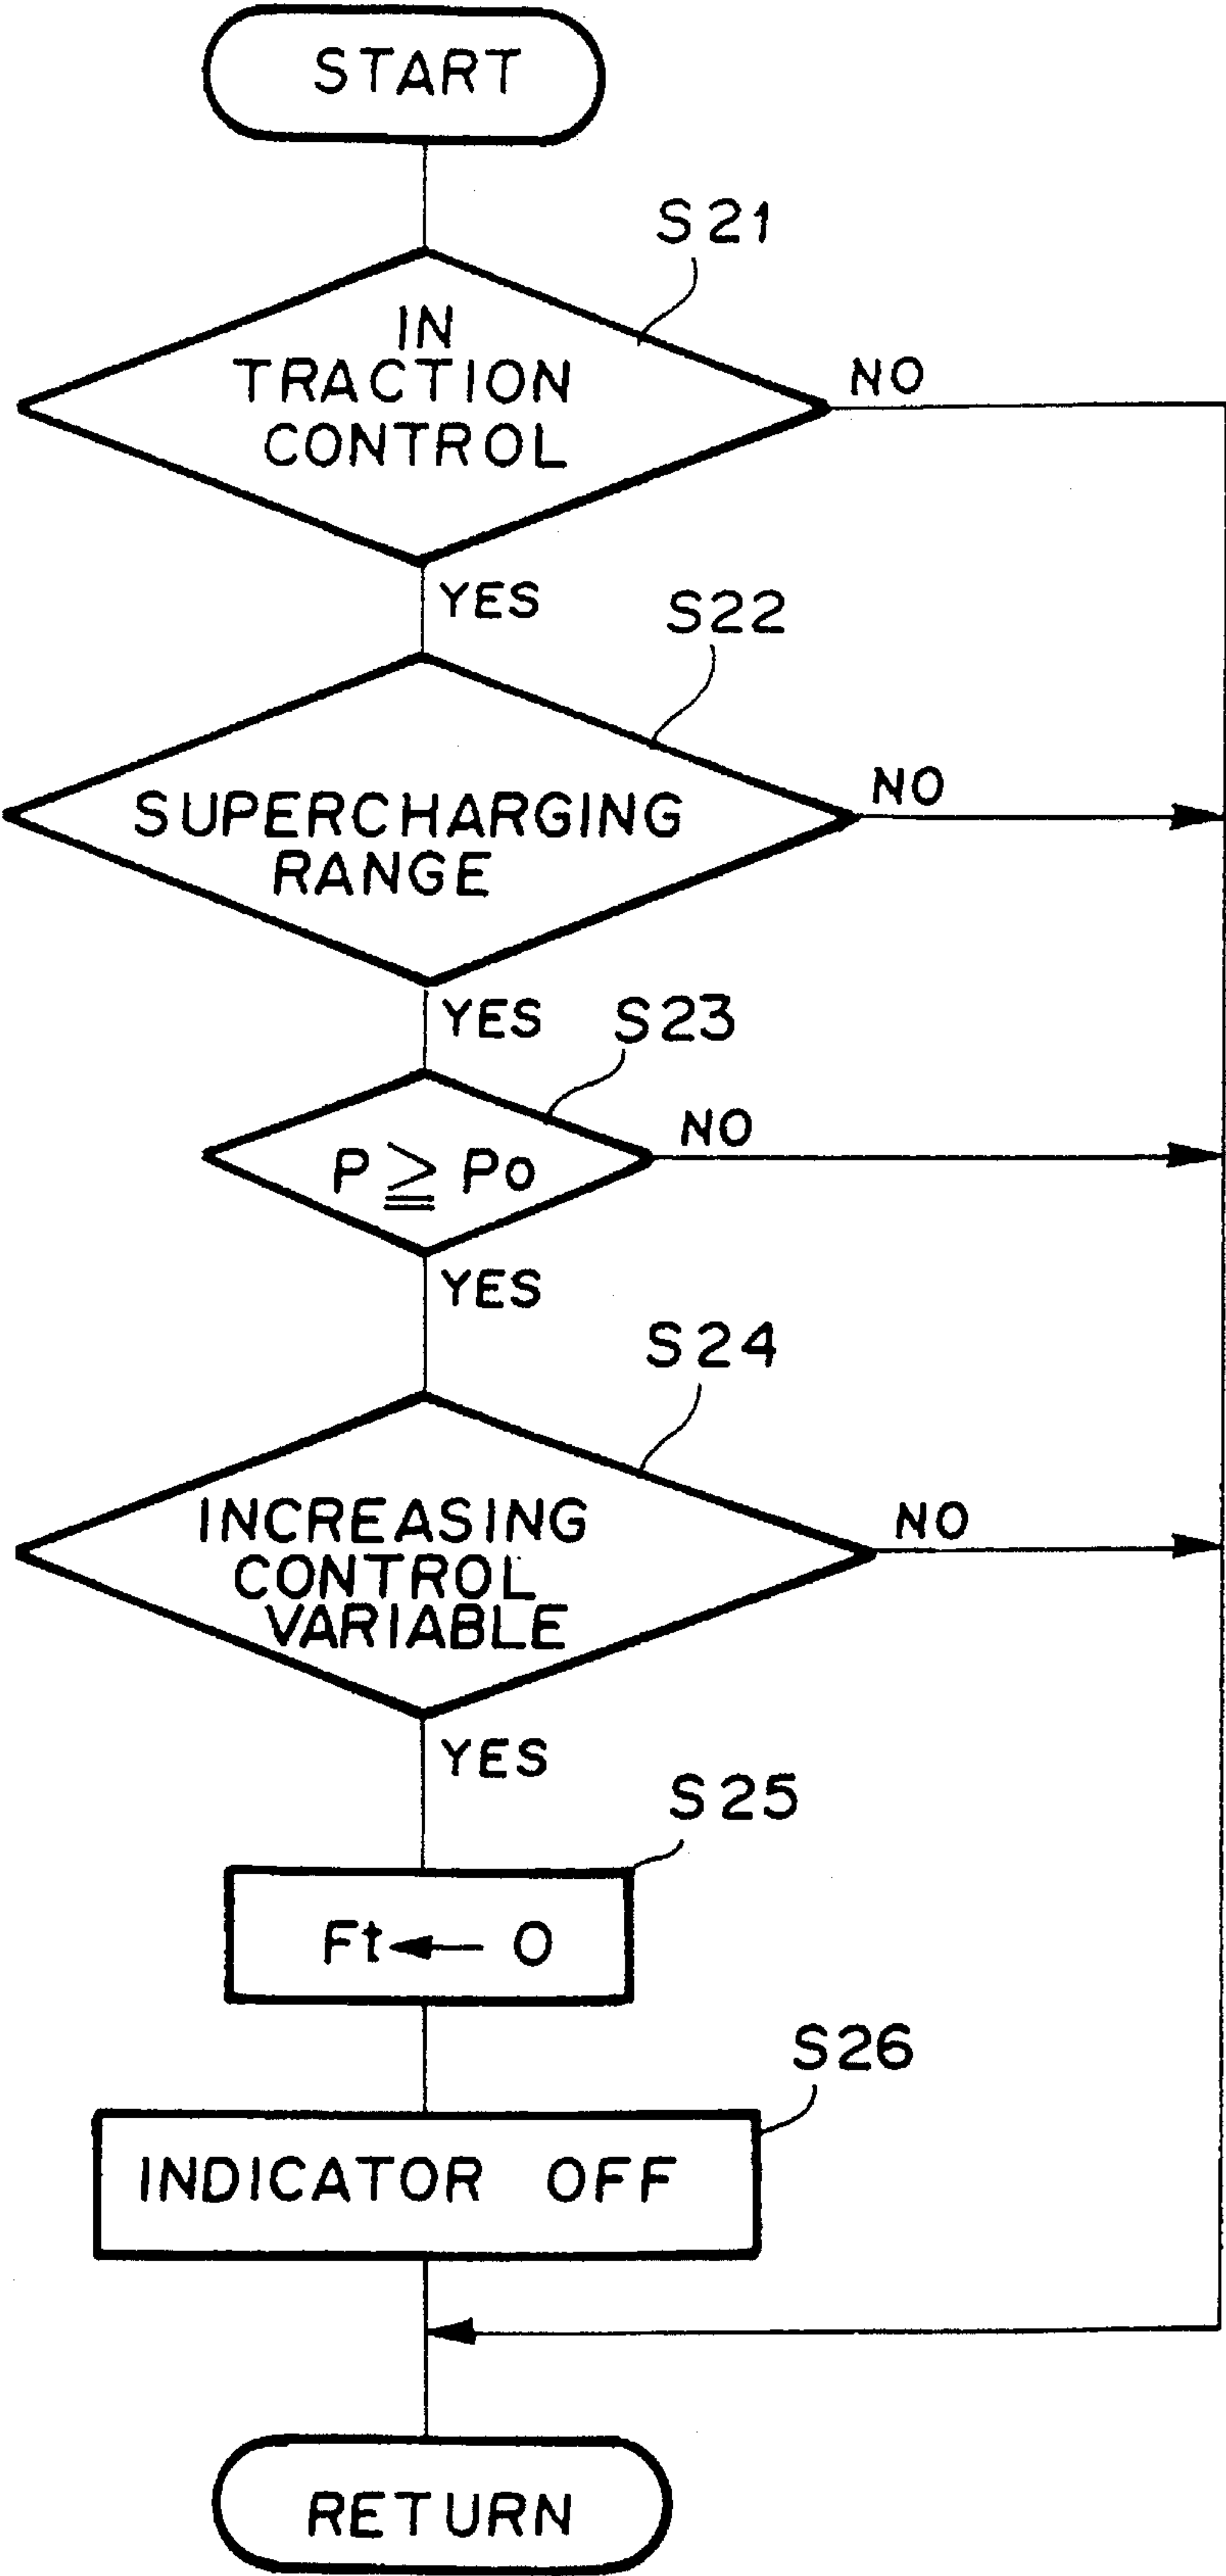 START
S21
IN
TRACTION
CONTROL
NO
YES
S22
SUPERCHARGING
RANGE
NO
YES
S23
P ≧ Po
NO
YES
S24
INCREASING
CONTROL
VARIABLE
NO
YES
S25
Ft ← 0
S26
INDICATOR OFF
RETURN